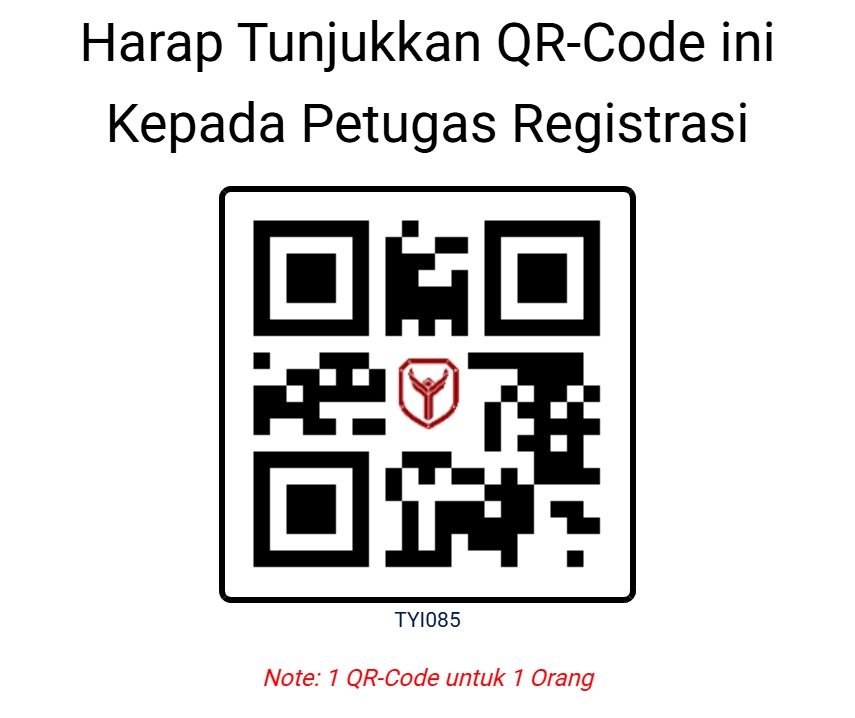 Harap Tunjukkan QR-Code ini
Kepada Petugas Registrasi
TYI085
Note: 1 QR-Code untuk 1 Orang